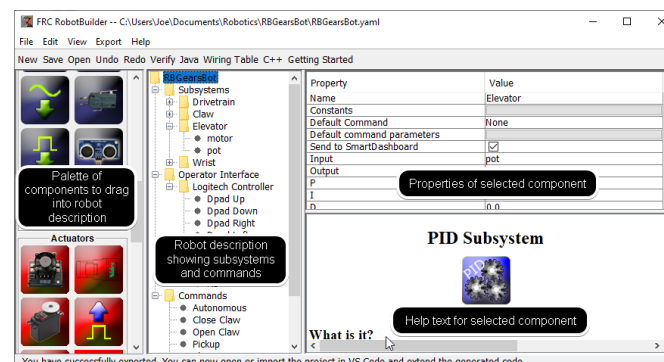 FRC RobotBuilder -- C:\Users\Joe\Documents\Robotics\RBGearsBot\RBGearsBot.yaml
File Edit View Export Help
New Save Open Undo Redo Verify Java Wiring Table C++ Getting Started
Palette of
components to drag
into robot
description
Actuators
RBGearsBot
Subsystems
Drivetrain
Claw
Elevator
motor
pot
Wrist
Operator Interface
Logitech Controller
Dpad Up
Dpad Down
Dpad Right
Robot description
showing subsystems
and commands
Commands
Autonomous
Close Claw
Open Claw
Pickup
Property Value
Name Elevator
Constants
Default Command None
Default command parameters
Send to SmartDashboard
Input pot
Output
P
I
D 0.0
Properties of selected component
PID Subsystem
PID
Help text for selected component
What is it?
You have successfully exported. You can now open or import the project in VS Code and extend the generated code.